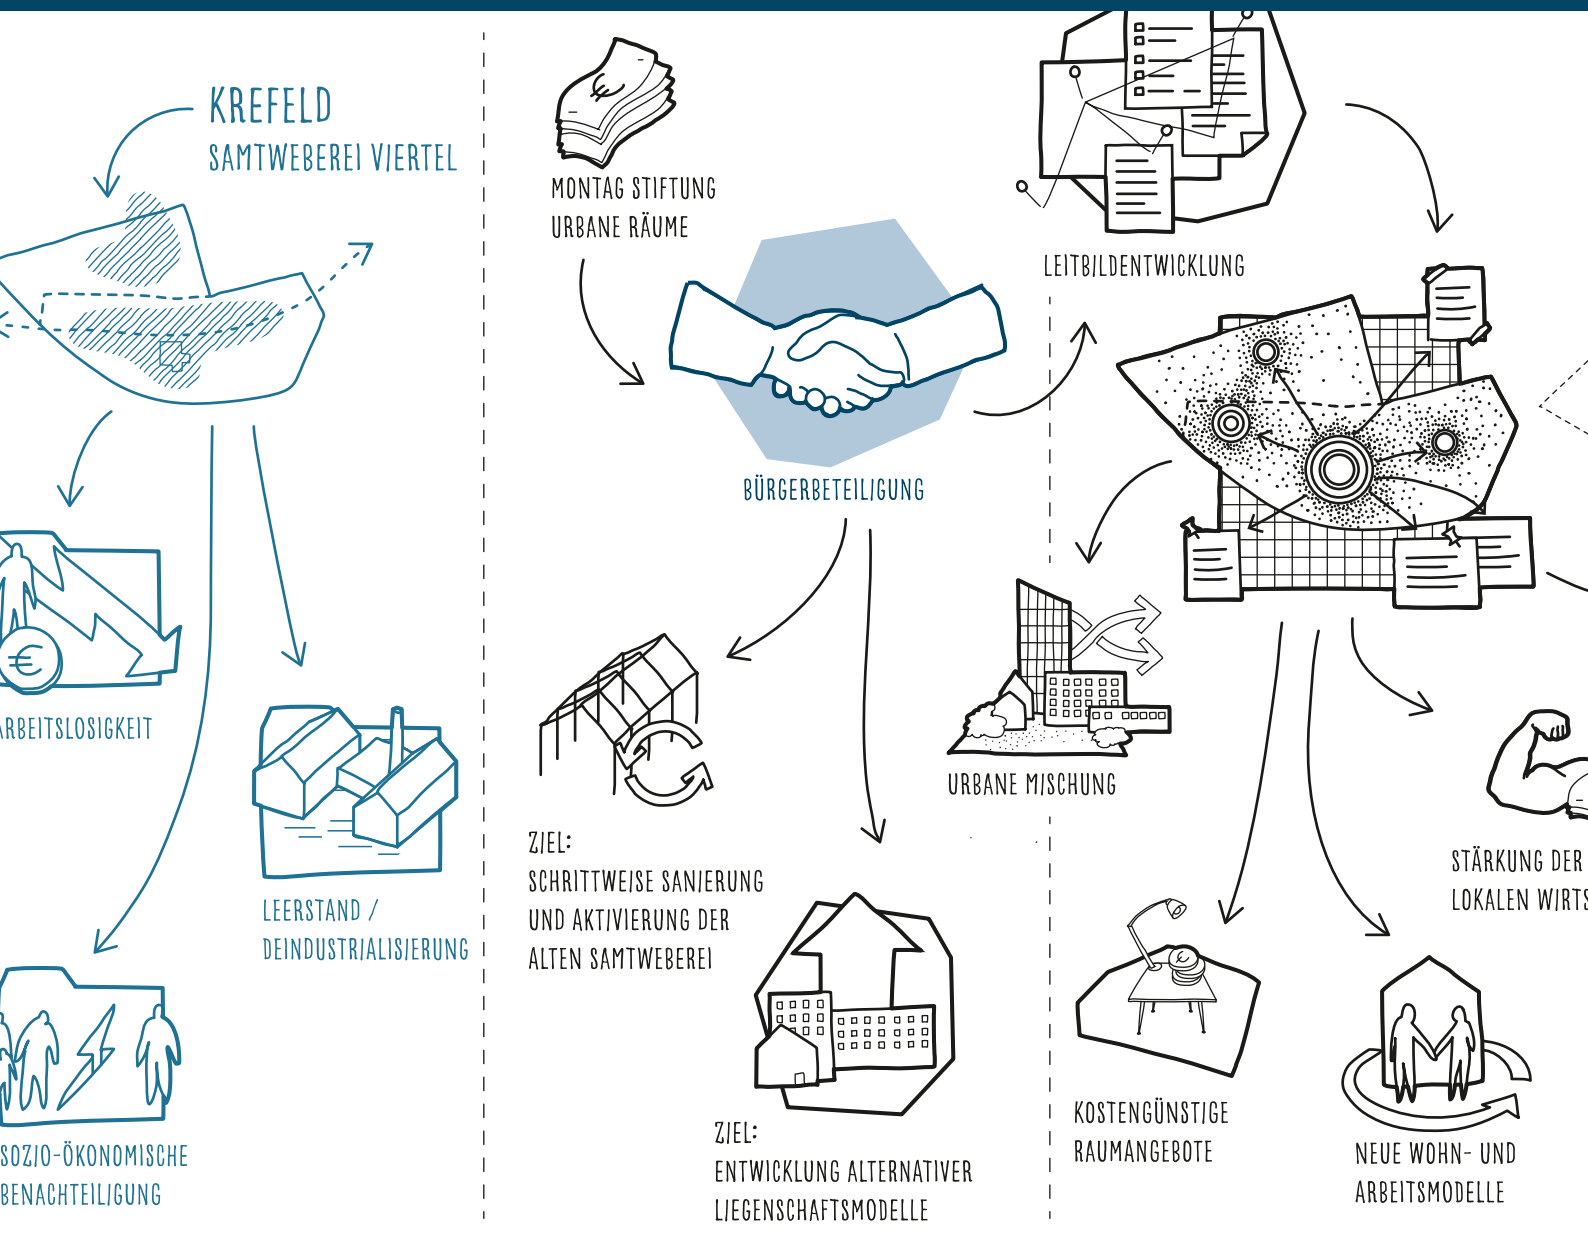 KREFELD
SAMTWEBEREI VIERTEL
ARBEITSLOSIGKEIT
LEERSTAND /
DEINDUSTRIALISIERUNG
SOZIO-ÖKONOMISCHE
BENACHTEILIGUNG
MONTAG STIFTUNG
URBANE RÄUME
BÜRGERBETEILIGUNG
ZIEL:
SCHRITTWEISE SANIERUNG
UND AKTIVIERUNG DER
ALTEN SAMTWEBEREI
ZIEL:
ENTWICKLUNG ALTERNATIVER
LIEGENSCHAFTSMODELLE
LEITBILDENTWICKLUNG
URBANE MISCHUNG
KOSTENGÜNSTIGE
RAUMANGEBOTE
NEUE WOHN- UND
ARBEITSMODELLE
STÄRKUNG DER
LOKALEN WIRTS